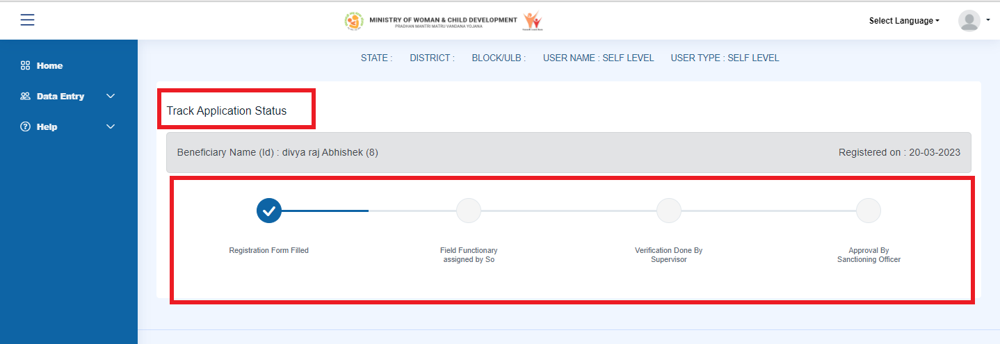 MINISTRY OF WOMAN & CHILD DEVELOPMENT
PRADHAN MANTRI MATRU VANDANA YOJANA
Select Language
Home
Data Entry
Help
STATE : DISTRICT : BLOCK/ULB : USER NAME : SELF LEVEL USER TYPE : SELF LEVEL
Track Application Status
Beneficiary Name (Id) : divya raj Abhishek (8) Registered on : 20-03-2023
Registration Form Filled
Field Functionary
assigned by So
Verification Done By
Supervisor
Approval By
Sanctioning Officer